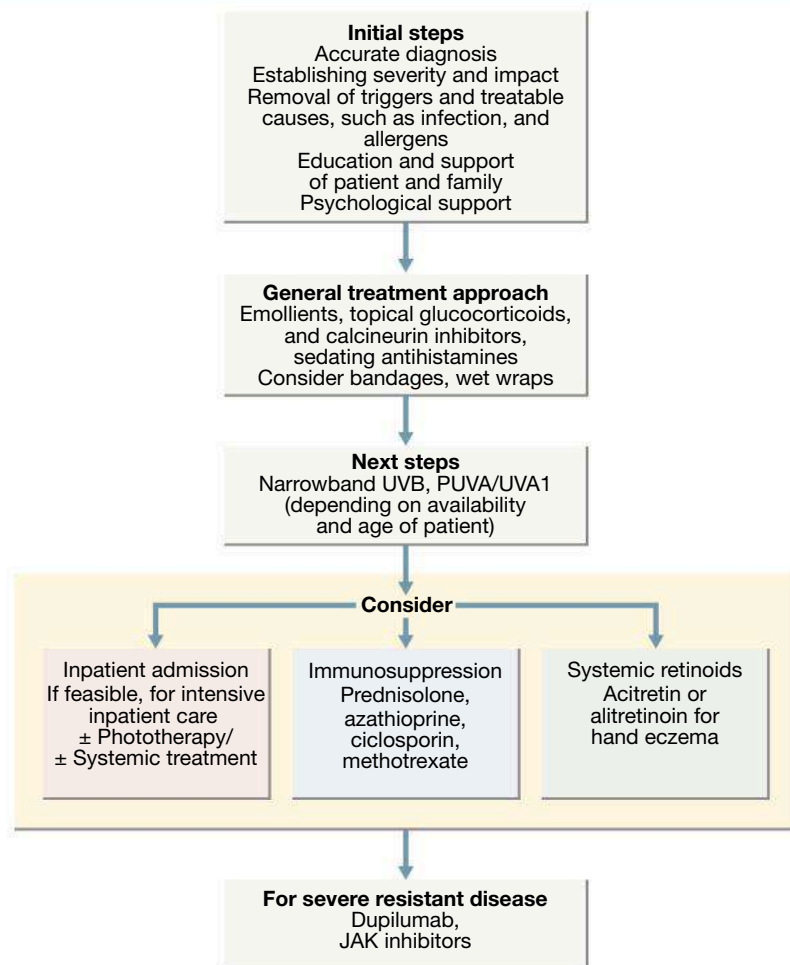 Initial steps
Accurate diagnosis
Establishing severity and impact
Removal of triggers and treatable
causes, such as infection, and
allergens
Education and support
of patient and family
Psychological support
General treatment approach
Emollients, topical glucocorticoids,
and calcineurin inhibitors,
sedating antihistamines
Consider bandages, wet wraps
Next steps
Narrowband UVB, PUVA/UVA1
(depending on availability
and age of patient)
Consider
Inpatient admission
If feasible, for intensive
inpatient care
± Phototherapy/
± Systemic treatment
Immunosuppression
Prednisolone,
azathioprine,
ciclosporin,
methotrexate
Systemic retinoids
Acitretin or
alitretinoin for
hand eczema
For severe resistant disease
Dupilumab,
JAK inhibitors